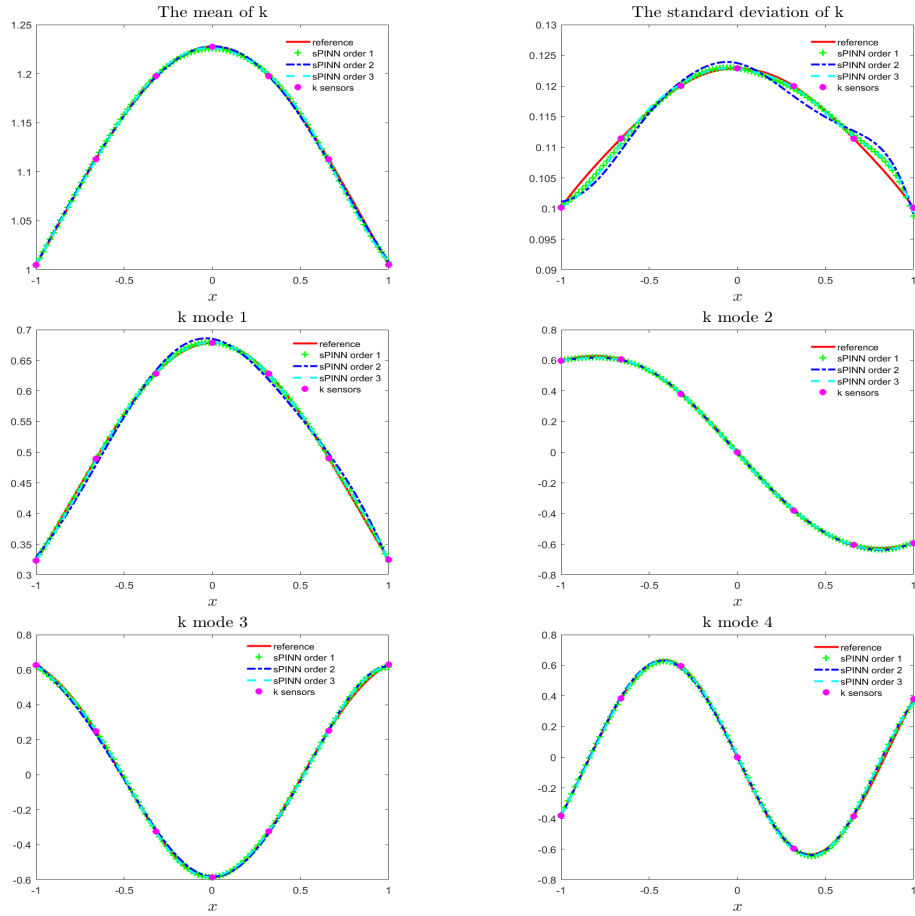 The mean of k
1.25
1.2
1.15
1.1
1.05
1
-1
-0.5
0
0.5
1
x
reference
sPINN order 1
sPINN order 2
sPINN order 3
k sensors
The standard deviation of k
0.13
0.125
0.12
0.115
0.11
0.105
0.1
0.095
0.09
-1
-0.5
0
0.5
1
x
reference
sPINN order 1
sPINN order 2
sPINN order 3
k sensors
k mode 1
0.7
0.65
0.6
0.55
0.5
0.45
0.4
0.35
0.3
-1
-0.5
0
0.5
1
x
reference
sPINN order 1
sPINN order 2
sPINN order 3
k sensors
k mode 2
0.8
0.6
0.4
0.2
0
-0.2
-0.4
-0.6
-0.8
-1
-0.5
0
0.5
1
x
reference
sPINN order 1
sPINN order 2
sPINN order 3
k sensors
k mode 3
0.8
0.6
0.4
0.2
0
-0.2
-0.4
-0.6
-1
-0.5
0
0.5
1
x
reference
sPINN order 1
sPINN order 2
sPINN order 3
k sensors
k mode 4
0.8
0.6
0.4
0.2
0
-0.2
-0.4
-0.6
-0.8
-1
-0.5
0
0.5
1
x
reference
sPINN order 1
sPINN order 2
sPINN order 3
k sensors